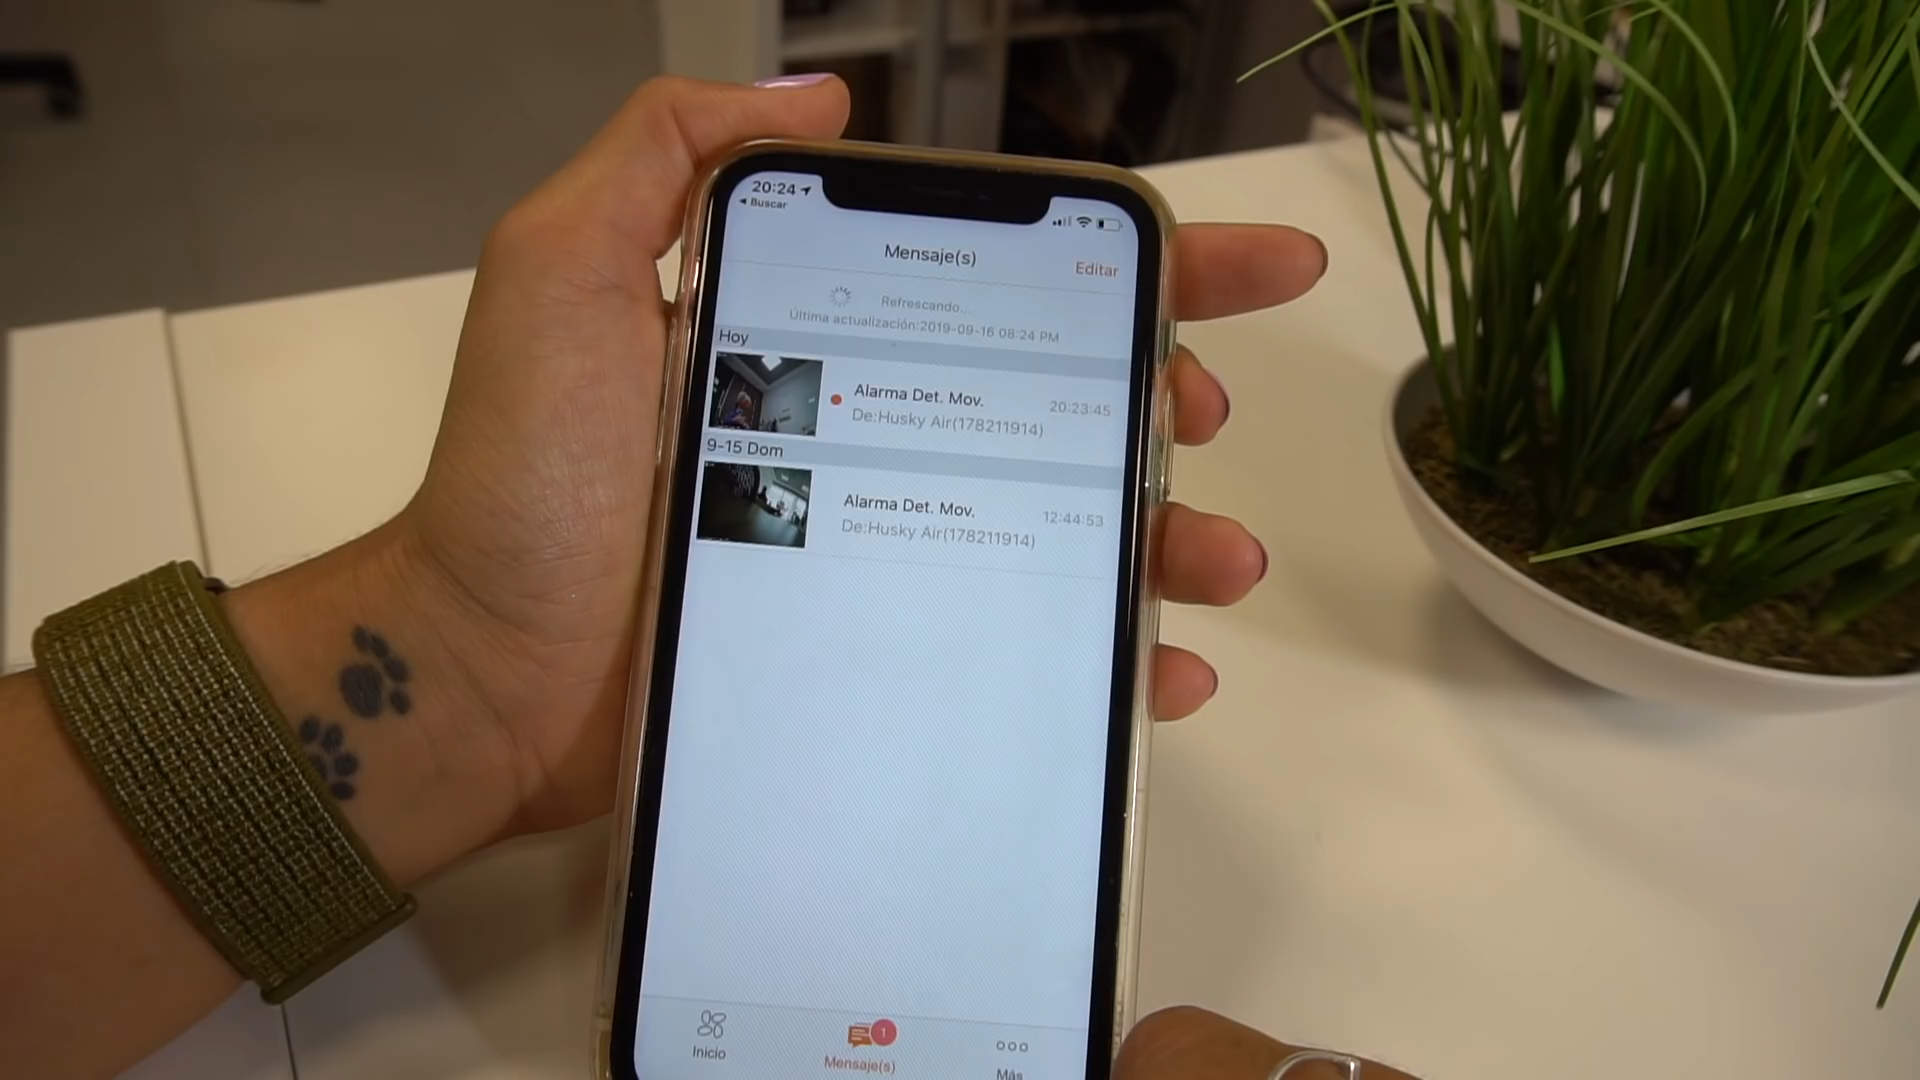 20:24
Buscar
Mensaje(s)
Editar
Refrescando...
Última actualización:2019-09-16 08:24 PM
Hoy
Alarma Det. Mov.
20:23:45
De:Husky Air(178211914)
9-15 Dom
Alarma Det. Mov.
12:44:53
De:Husky Air(178211914)
1
Inicio
Mensaje(s)
Más